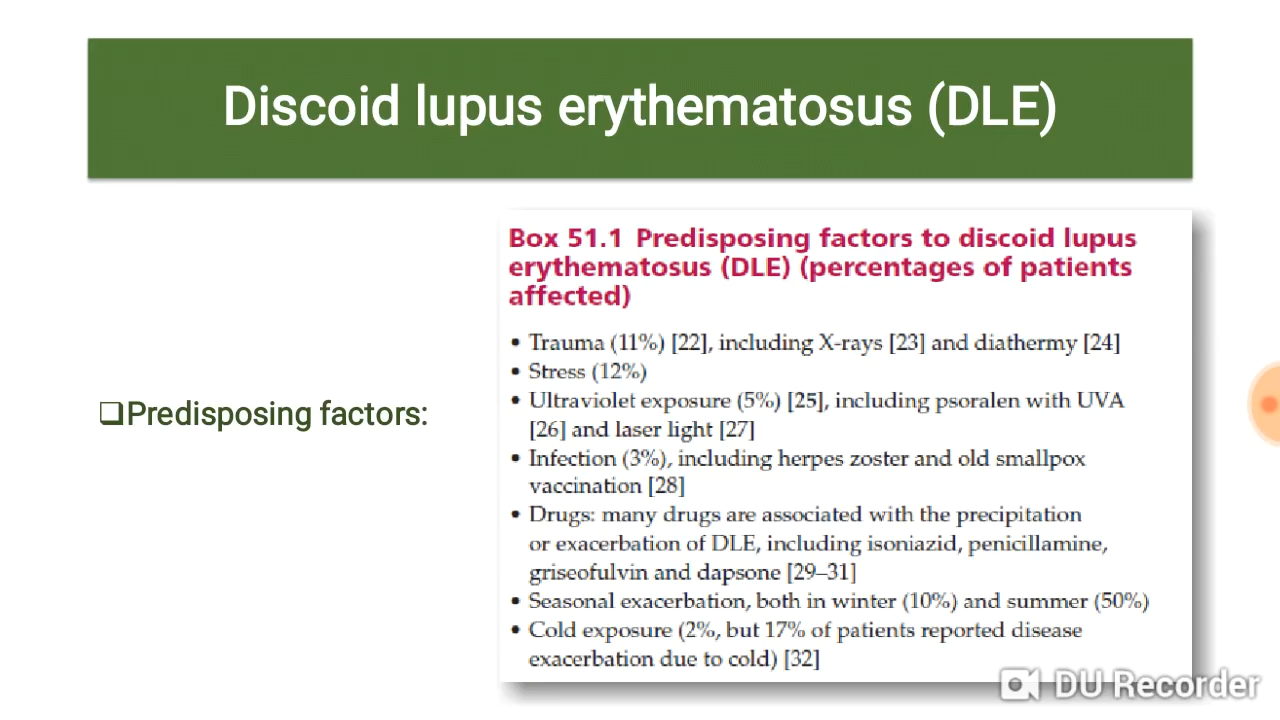 Discoid lupus erythematosus (DLE)
❑Predisposing factors:
Box 51.1 Predisposing factors to discoid lupus
erythematosus (DLE) (percentages of patients
affected)
• Trauma (11%) [22], including X-rays [23] and diathermy [24]
• Stress (12%)
• Ultraviolet exposure (5%) [25], including psoralen with UVA
[26] and laser light [27]
• Infection (3%), including herpes zoster and old smallpox
vaccination [28]
• Drugs: many drugs are associated with the precipitation
or exacerbation of DLE, including isoniazid, penicillamine,
griseofulvin and dapsone [29–31]
• Seasonal exacerbation, both in winter (10%) and summer (50%)
• Cold exposure (2%, but 17% of patients reported disease
exacerbation due to cold) [32]
DU Recorder